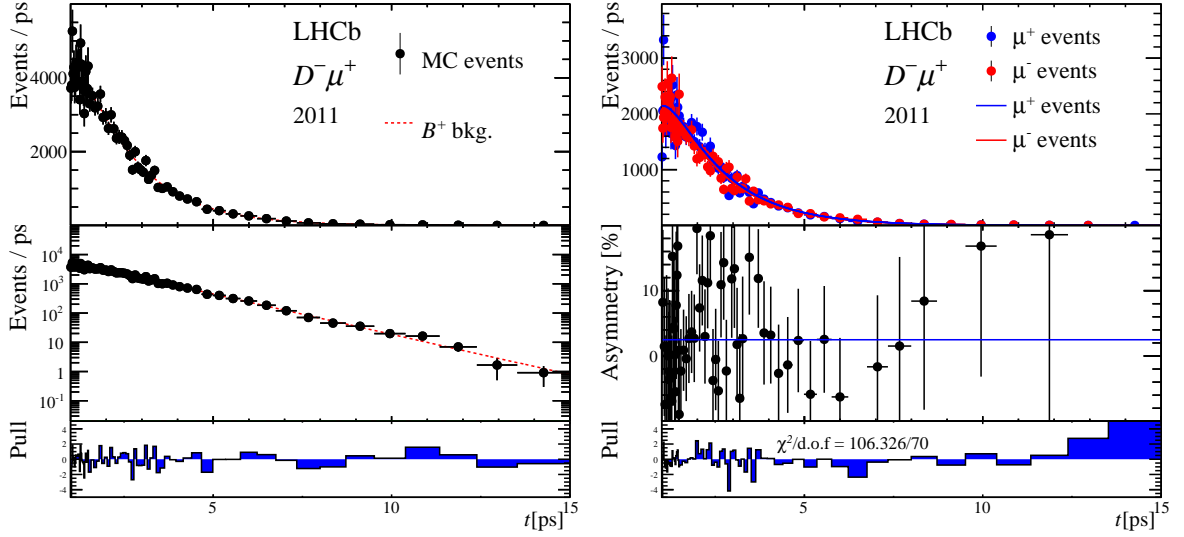 Events / ps
4000
2000
LHCb
D⁻μ⁺
2011
MC events
B⁺ bkg.
Events / ps
10⁴
10³
10²
10
1
10⁻¹
Pull
4
2
0
-2
-4
5
10
15
t[ps]
Events / ps
3000
2000
1000
LHCb
D⁻μ⁺
2011
μ⁺ events
μ⁻ events
μ⁺ events
μ⁻ events
Asymmetry [%]
10
0
Pull
4
2
0
-2
-4
χ²/d.o.f = 106.326/70
5
10
15
t[ps]